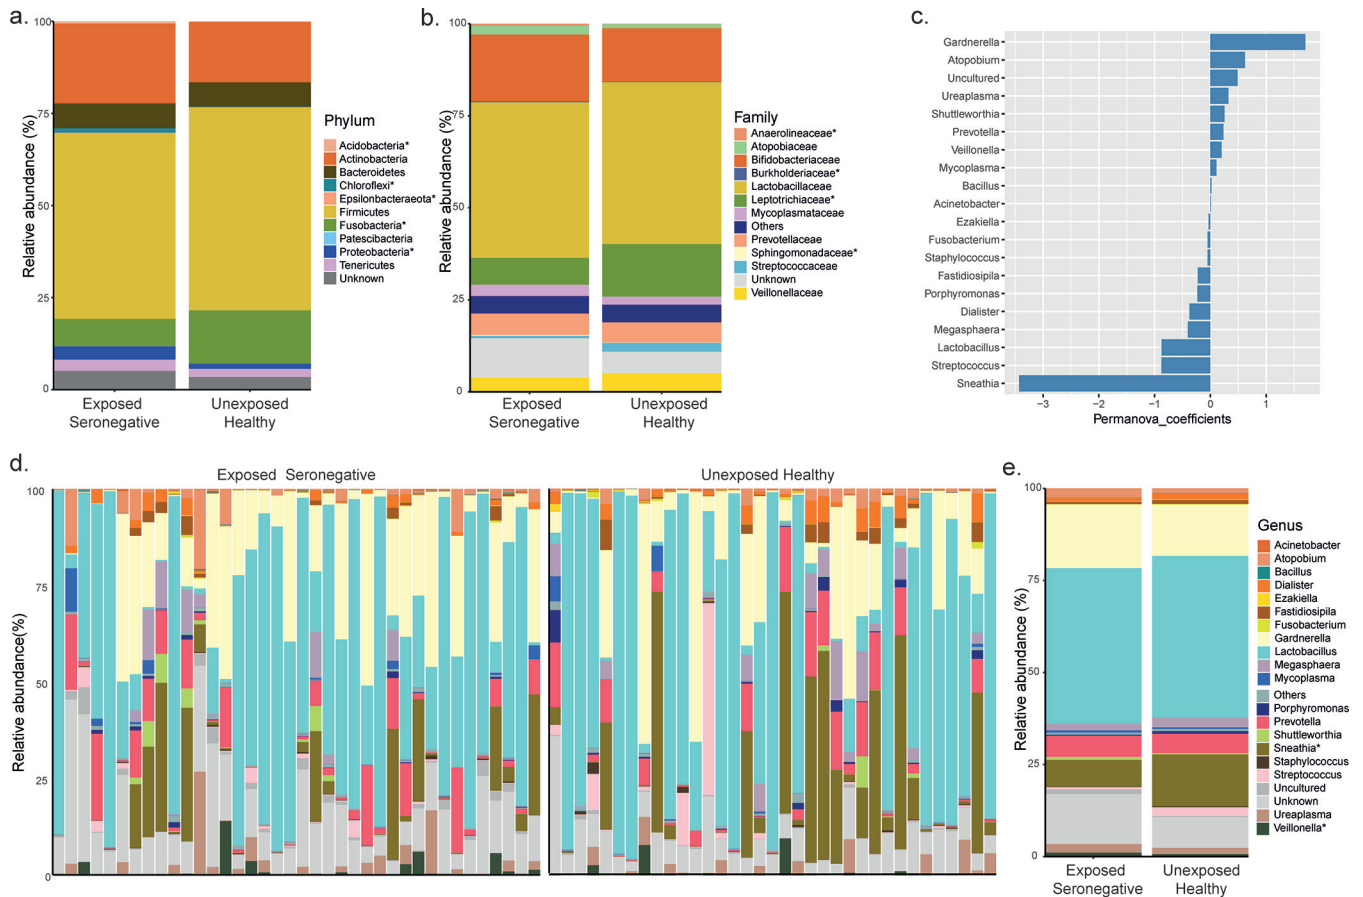 a.
100
75
50
25
0
Relative abundance (%)
Exposed
Seronegative
Unexposed
Healthy
Phylum
Acidobacteria*
Actinobacteria
Bacteroidetes
Chloroflexi*
Epsilonbacteraeota*
Firmicutes
Fusobacteria*
Patescibacteria
Proteobacteria*
Tenericutes
Unknown
b.
100
75
50
25
0
Relative abundance (%)
Exposed
Seronegative
Unexposed
Healthy
Family
Anaerolineaceae*
Atopobiaceae
Bifidobacteriaceae
Burkholderiaceae*
Lactobacillaceae
Leptotrichiaceae*
Mycoplasmataceae
Others
Prevotellaceae
Sphingomonadaceae*
Streptococcaceae
Unknown
Veillonellaceae
c.
Gardnerella
Atopobium
Uncultured
Ureaplasma
Shuttleworthia
Prevotella
Veillonella
Mycoplasma
Bacillus
Acinetobacter
Ezakiella
Fusobacterium
Staphylococcus
Fastidiosipila
Porphyromonas
Dialister
Megasphaera
Lactobacillus
Streptococcus
Sneathia
−3 −2 −1 0 1
Permanova_coefficients
d.
Exposed Seronegative
Unexposed Healthy
100
75
50
25
0
Relative abundance(%)
e.
100
75
50
25
0
Relative abundance (%)
Exposed
Seronegative
Unexposed
Healthy
Genus
Acinetobacter
Atopobium
Bacillus
Dialister
Ezakiella
Fastidiosipila
Fusobacterium
Gardnerella
Lactobacillus
Megasphaera
Mycoplasma
Others
Porphyromonas
Prevotella
Shuttleworthia
Sneathia*
Staphylococcus
Streptococcus
Uncultured
Unknown
Ureaplasma
Veillonella*